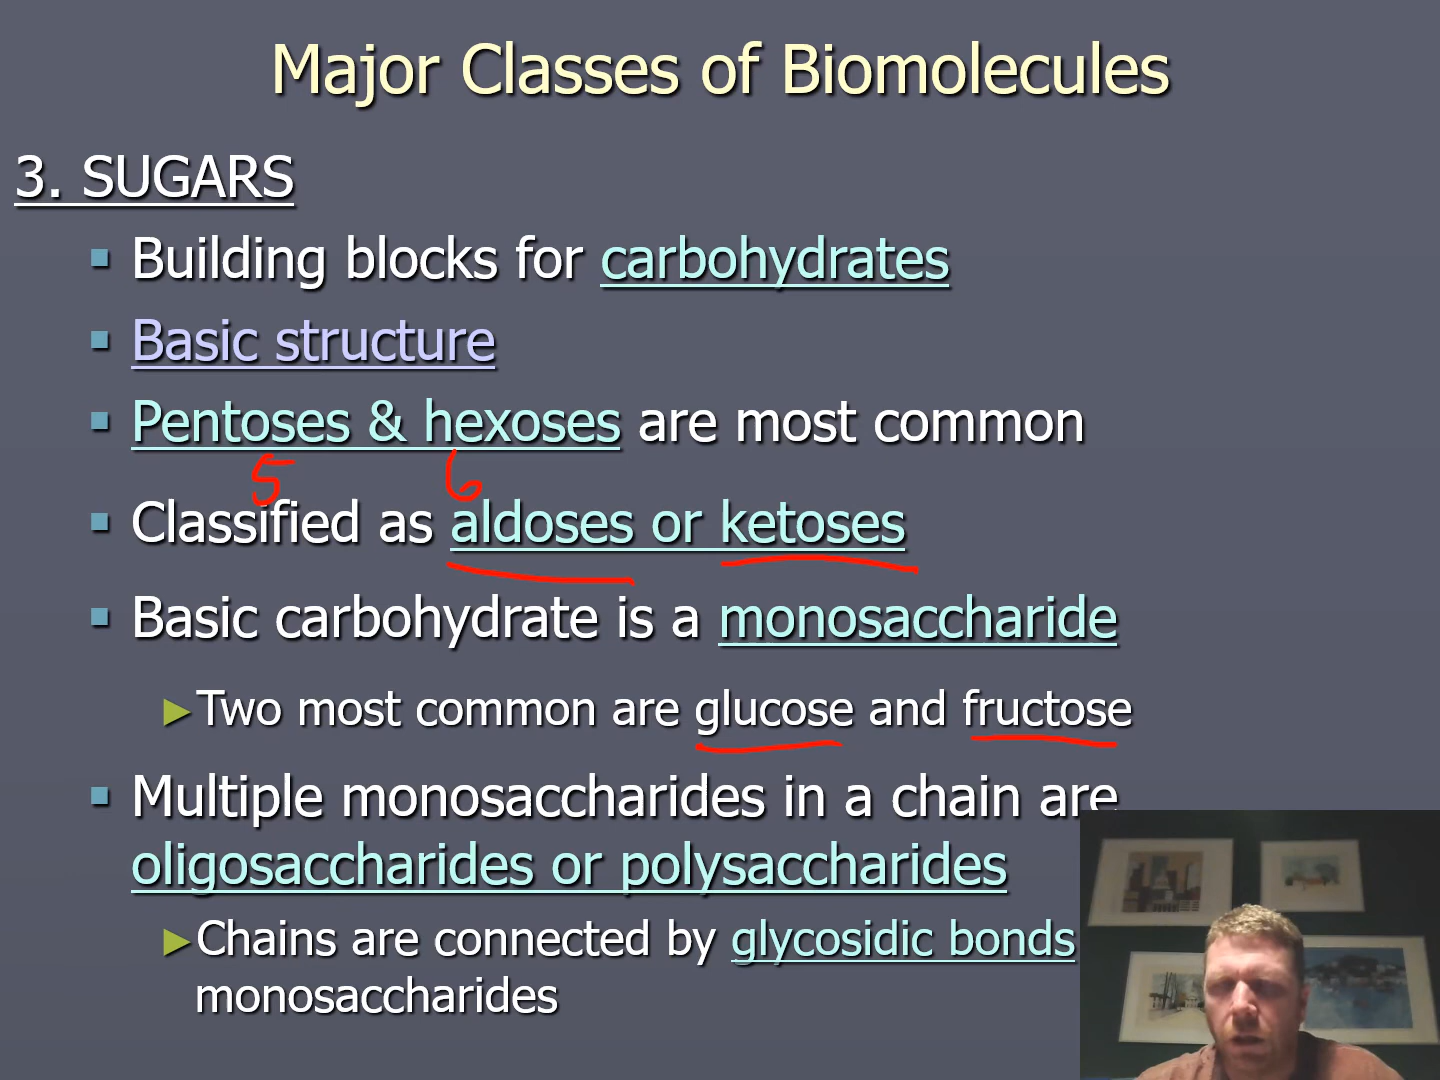 Major Classes of Biomolecules
3. SUGARS
Building blocks for carbohydrates
Basic structure
Pentoses & hexoses are most common
5 6
Classified as aldoses or ketoses
Basic carbohydrate is a monosaccharide
Two most common are glucose and fructose
Multiple monosaccharides in a chain are
oligosaccharides or polysaccharides
Chains are connected by glycosidic bonds
monosaccharides